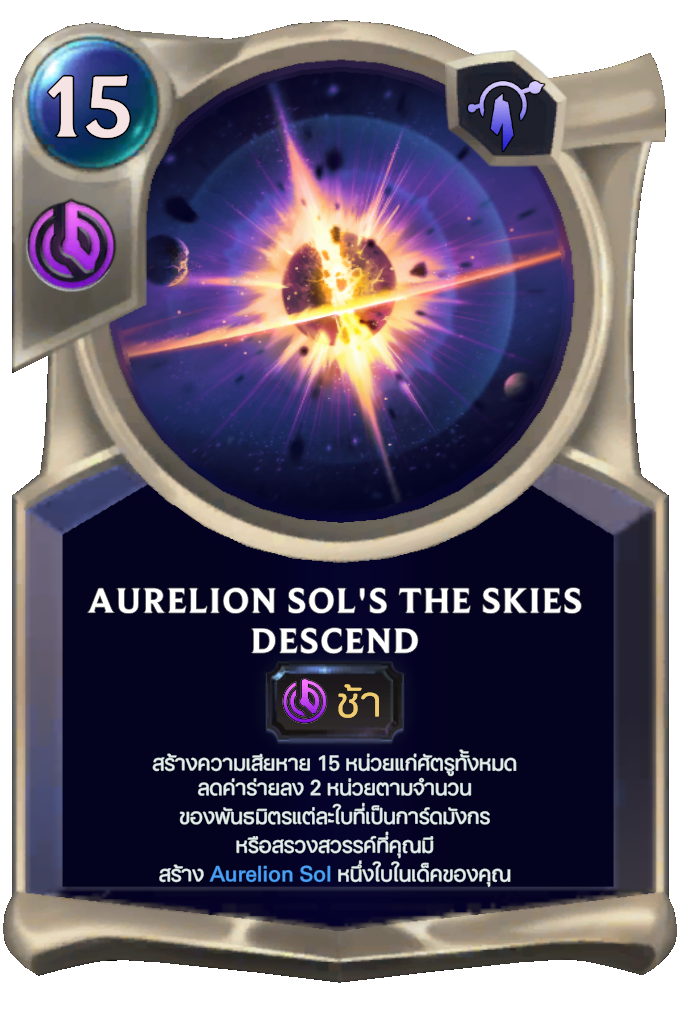 15
AURELION SOL'S THE SKIES
DESCEND
ช้า
สร้างความเสียหาย 15 หน่วยแก่ศัตรูทั้งหมด
ลดค่าร่ายลง 2 หน่วยตามจำนวน
ของพันธมิตรแต่ละใบที่เป็นการ์ดมังกร
หรือสรวงสวรรค์ที่คุณมี
สร้าง Aurelion Sol หนึ่งใบในเด็คของคุณ